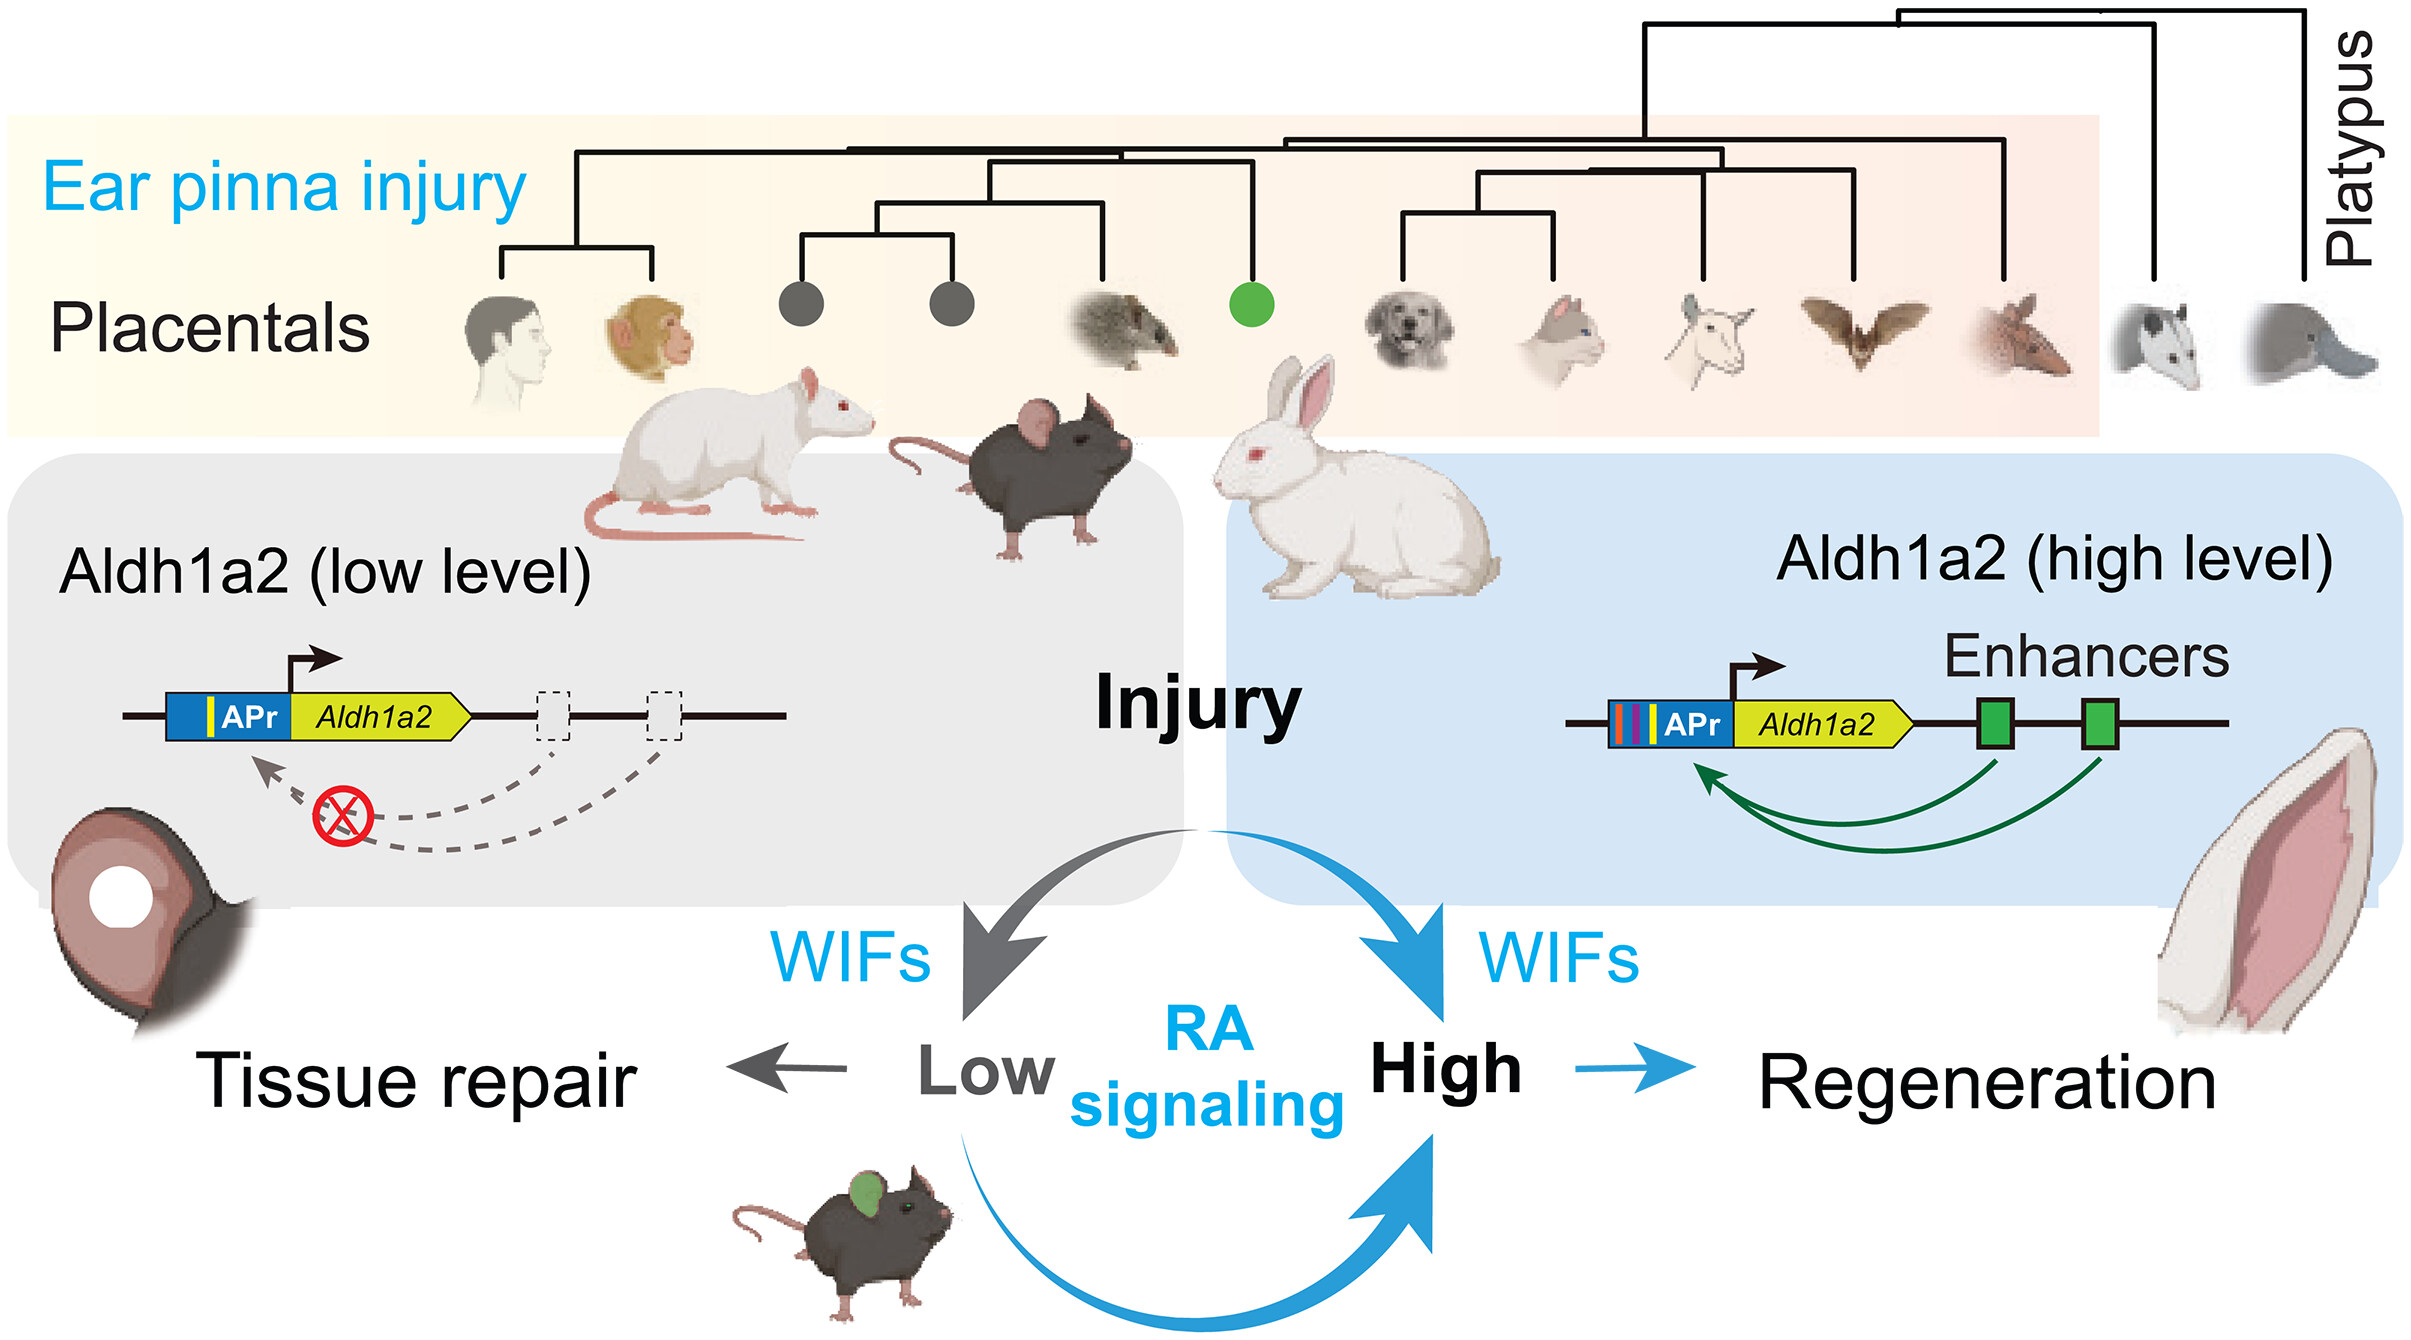 Platypus
Ear pinna injury
Placentals
Aldh1a2 (low level)
Aldh1a2 (high level)
Enhancers
APr Aldh1a2
Injury
APr Aldh1a2
X
WIFs
WIFs
RA
signaling
Low
High
Tissue repair
Regeneration